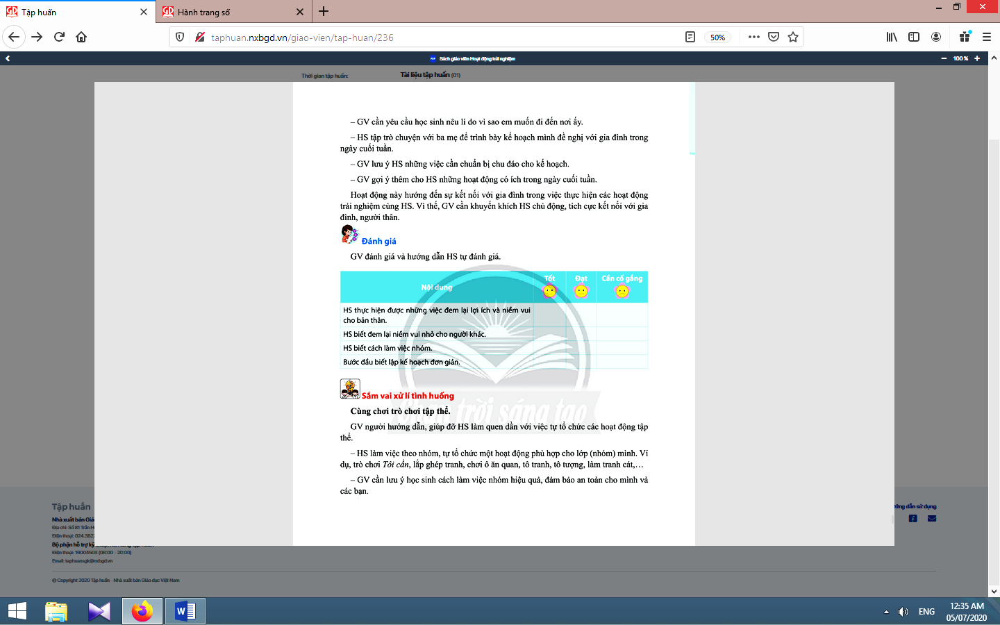 Tập huấn
Hành trang số
taphuan.nxbgd.vn/giao-vien/tap-huan/236
50%
Sách giáo viên Hoạt động trải nghiệm
100 %
Thời gian tập huấn:
Tài liệu tập huấn (01)
– GV cần yêu cầu học sinh nêu lí do vì sao em muốn đi đến nơi ấy.
– HS tập trò chuyện với ba mẹ để trình bày kế hoạch mình đề nghị với gia đình trong
ngày cuối tuần.
– GV lưu ý HS những việc cần chuẩn bị chu đáo cho kế hoạch.
– GV gợi ý thêm cho HS những hoạt động có ích trong ngày cuối tuần.
Hoạt động này hướng đến sự kết nối với gia đình trong việc thực hiện các hoạt động
trải nghiệm cùng HS. Vì thế, GV cần khuyến khích HS chủ động, tích cực kết nối với gia
đình, người thân.
Đánh giá
GV đánh giá và hướng dẫn HS tự đánh giá.
Nội dung
Tốt
Đạt
Cần cố gắng
HS thực hiện được những việc đem lại lợi ích và niềm vui
cho bản thân.
HS biết đem lại niềm vui nhỏ cho người khác.
HS biết cách làm việc nhóm.
Bước đầu biết lập kế hoạch đơn giản.
Sắm vai xử lí tình huống
Chân trời sáng tạo
Cùng chơi trò chơi tập thể.
GV người hướng dẫn, giúp đỡ HS làm quen dần với việc tự tổ chức các hoạt động tập
thể.
– HS làm việc theo nhóm, tự tổ chức một hoạt động phù hợp cho lớp (nhóm) mình. Ví
dụ, trò chơi Tôi cần, lắp ghép tranh, chơi ô ăn quan, tô tranh, tô tượng, làm tranh cát,…
– GV cần lưu ý học sinh cách làm việc nhóm hiệu quả, đảm bảo an toàn cho mình và
các bạn.
Tập huấn
Nhà xuất bản Giá
Địa chỉ: Số 81 Trần H
Điện thoại: 024.382
Bộ phận hỗ trợ kỹ
Điện thoại: 19004503 (08:00 - 20:00)
Email: taphuansgk@nxbgd.vn
ớng dẫn sử dụng
© Copyright 2020 Tập huấn - Nhà xuất bản Giáo dục Việt Nam
ENG
12:35 AM
05/07/2020